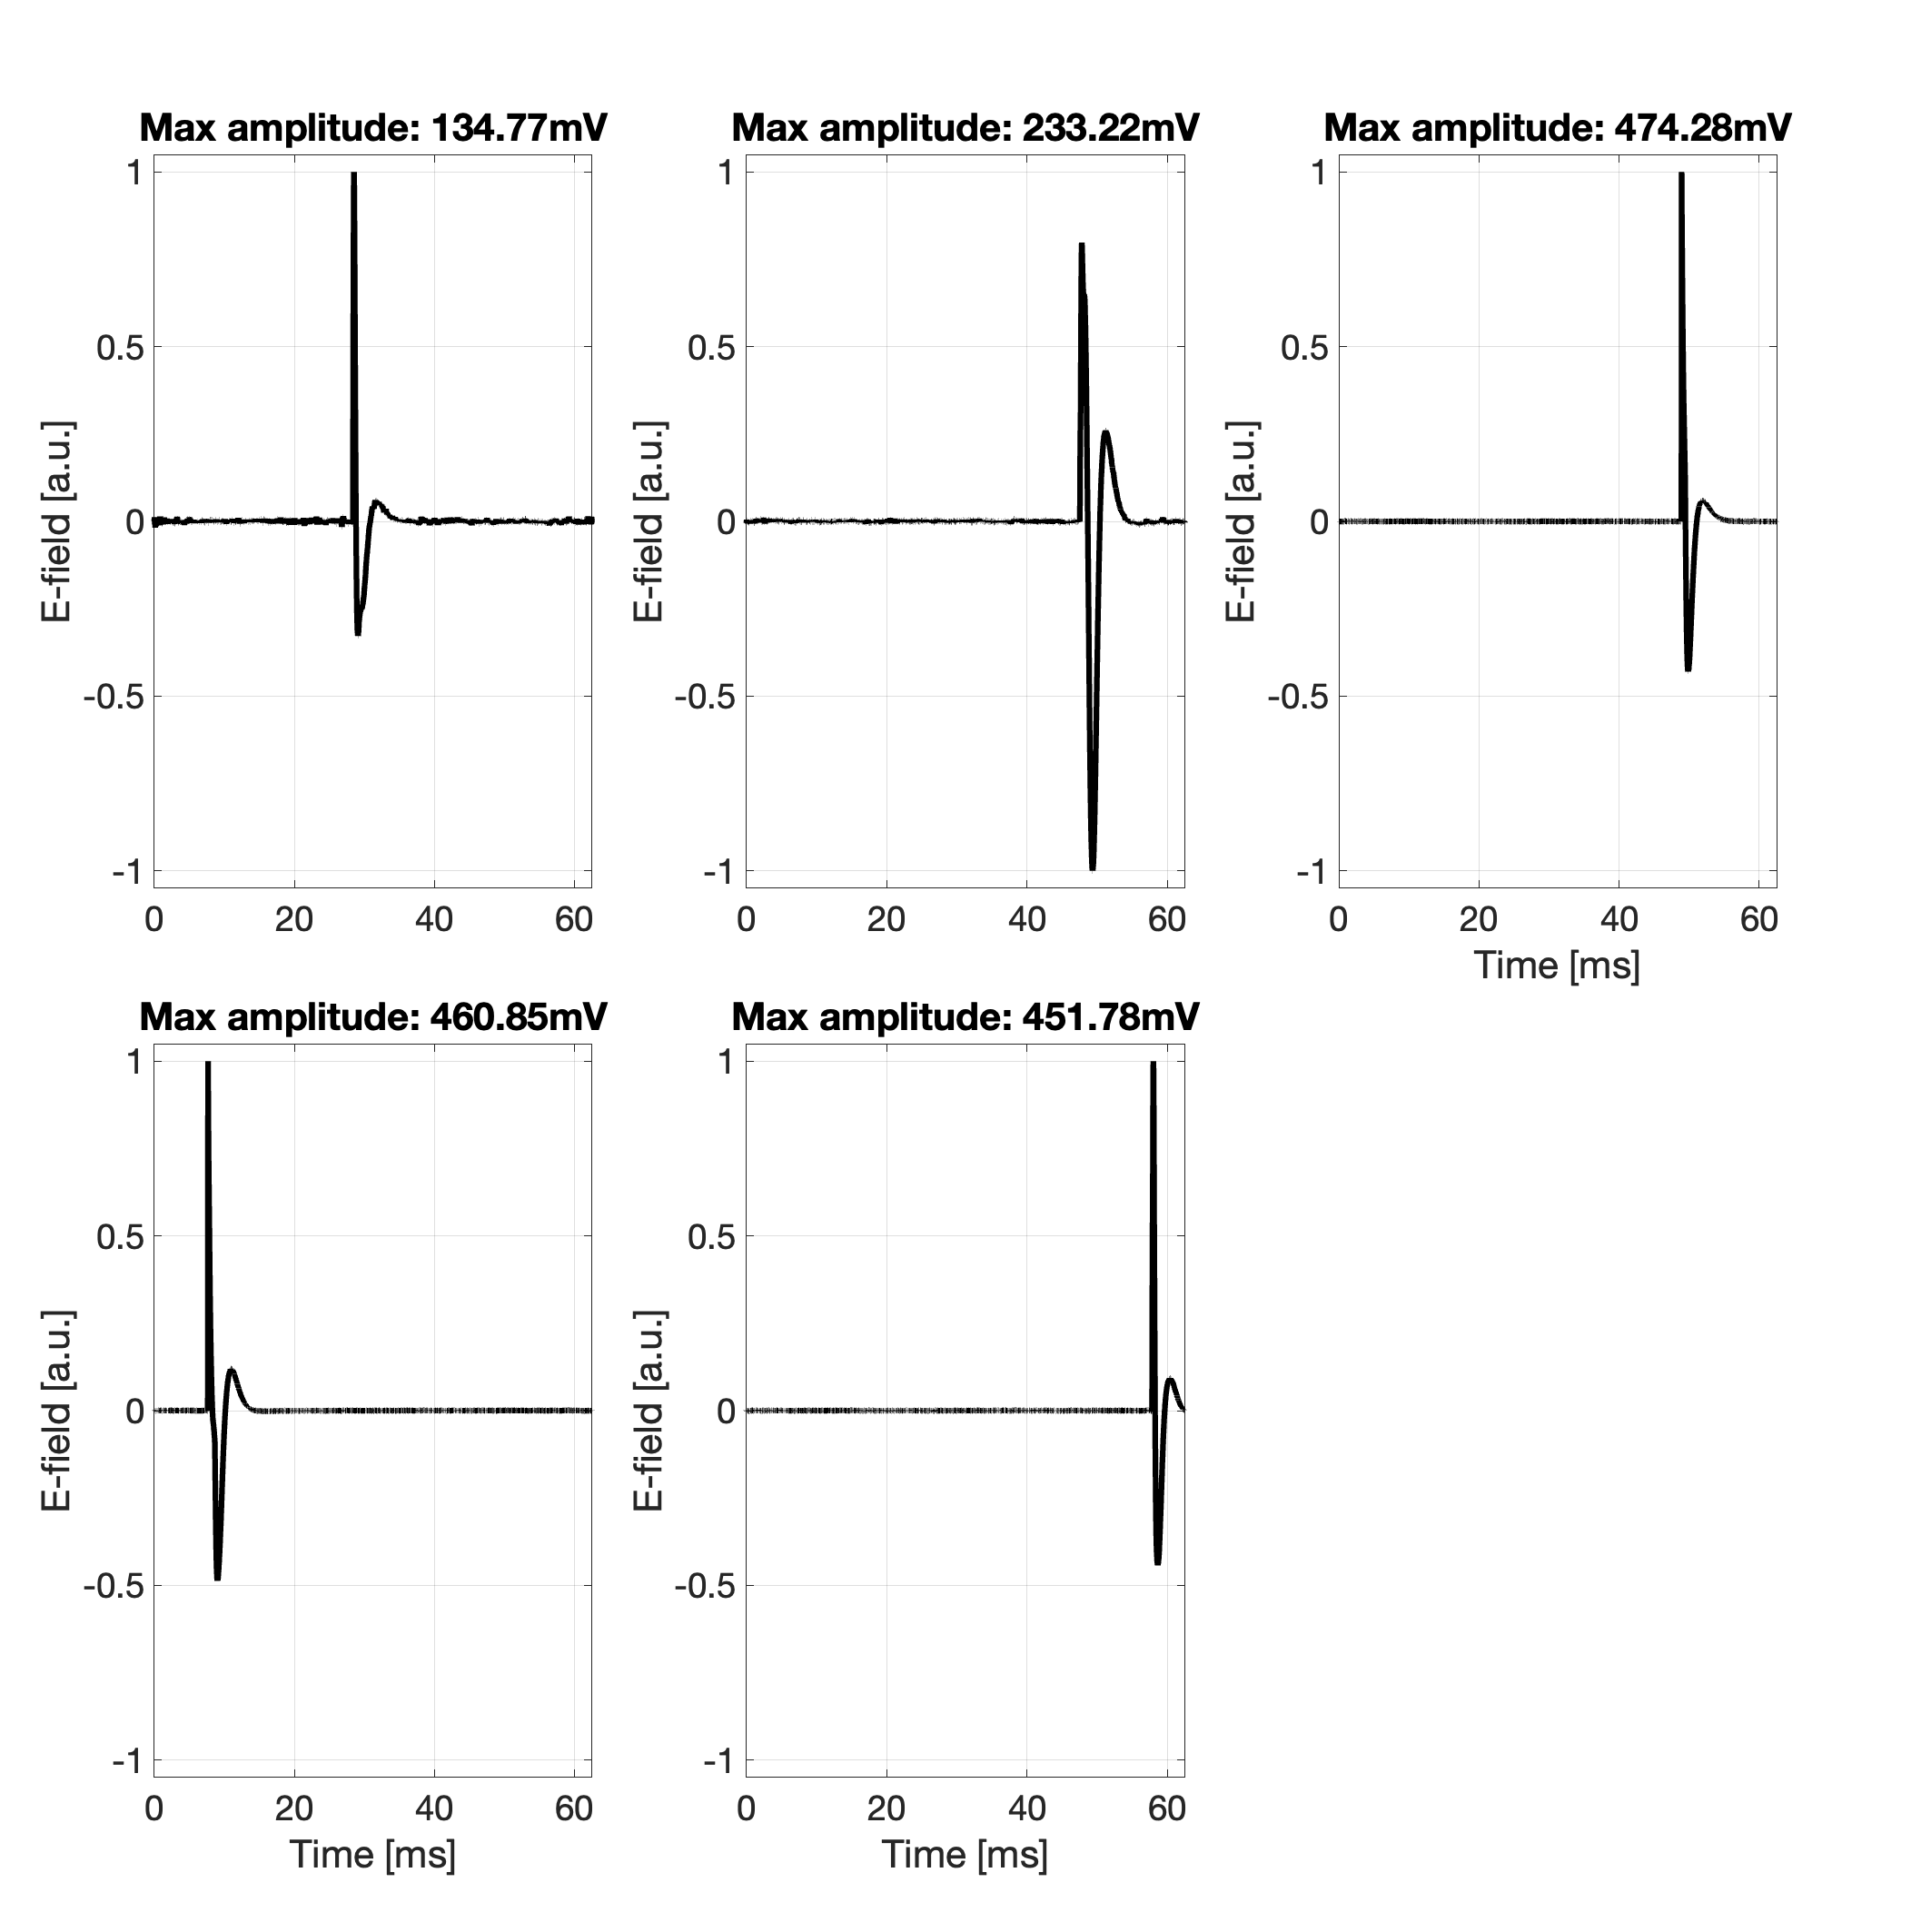 Max amplitude: 134.77mV
1
0.5
0
-0.5
-1
E-field [a.u.]
0 20 40 60
Max amplitude: 233.22mV
1
0.5
0
-0.5
-1
E-field [a.u.]
0 20 40 60
Max amplitude: 474.28mV
1
0.5
0
-0.5
-1
E-field [a.u.]
0 20 40 60
Time [ms]
Max amplitude: 460.85mV
1
0.5
0
-0.5
-1
E-field [a.u.]
0 20 40 60
Time [ms]
Max amplitude: 451.78mV
1
0.5
0
-0.5
-1
E-field [a.u.]
0 20 40 60
Time [ms]